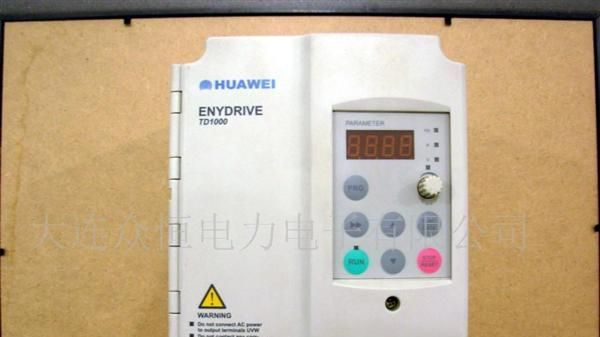 HUAWEI
ENYDRIVE
TD1000
PARAMETER
8888
PRG
RUN
STOP
RESET
大连众恒电力电子有限公司
WARNING
Do not connect AC power
to output terminals UVW